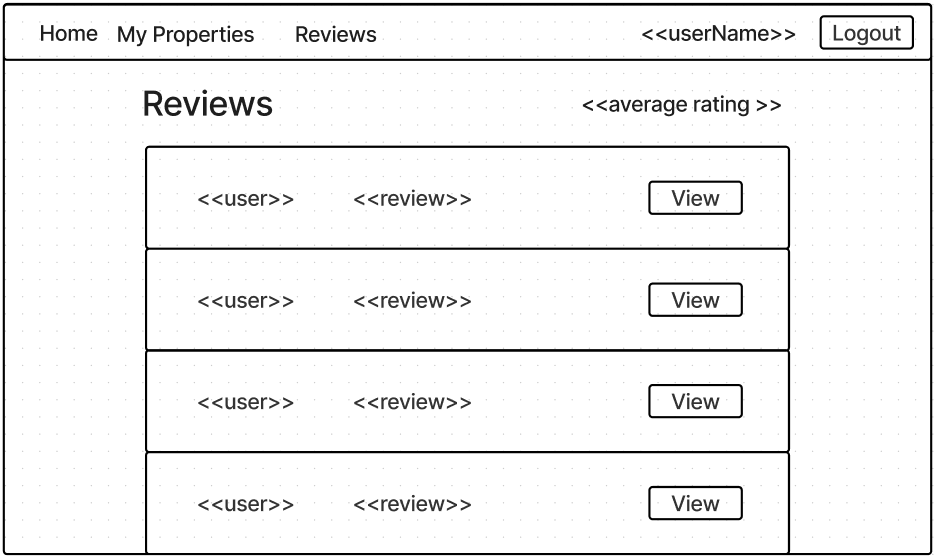 Home My Properties Reviews <<userName>> Logout
Reviews <<average rating >>
<<user>> <<review>> View
<<user>> <<review>> View
<<user>> <<review>> View
<<user>> <<review>> View